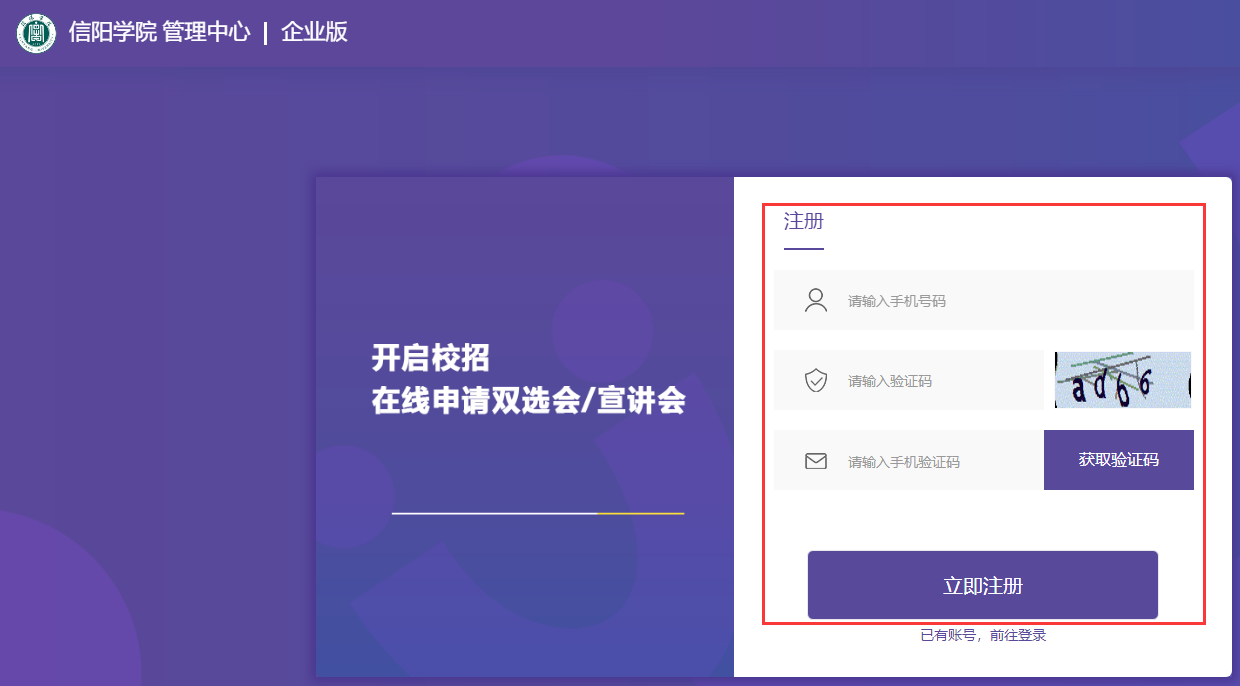 信阳学院 管理中心 | 企业版
开启校招
在线申请双选会/宣讲会
注册
请输入手机号码
请输入验证码
ad66
请输入手机验证码
获取验证码
立即注册
已有账号，前往登录